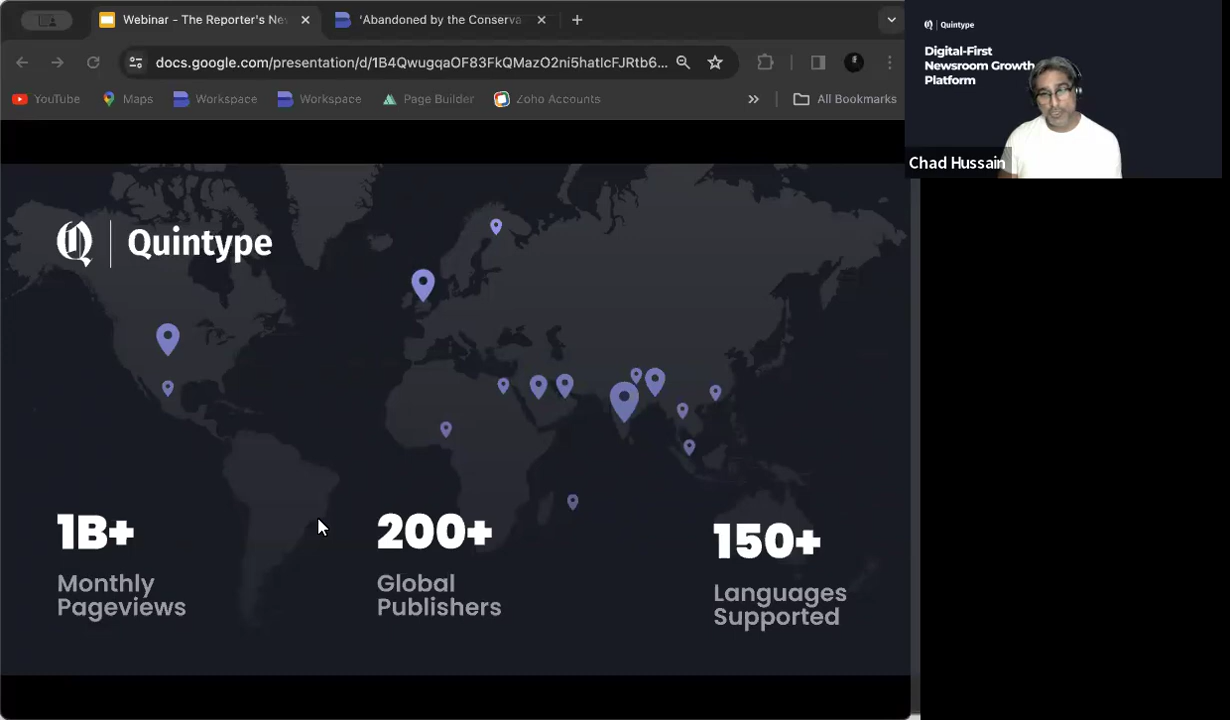 Webinar - The Reporter's Ne
'Abandoned by the Conserva
docs.google.com/presentation/d/1B4QwugqaOF83FkQMazO2ni5hatIcFJRtb6...
YouTube
Maps
Workspace
Workspace
Page Builder
Zoho Accounts
All Bookmarks
Quintype
Digital-First
Newsroom Growth
Platform
Chad Hussain
Q | Quintype
1B+
Monthly
Pageviews
200+
Global
Publishers
150+
Languages
Supported